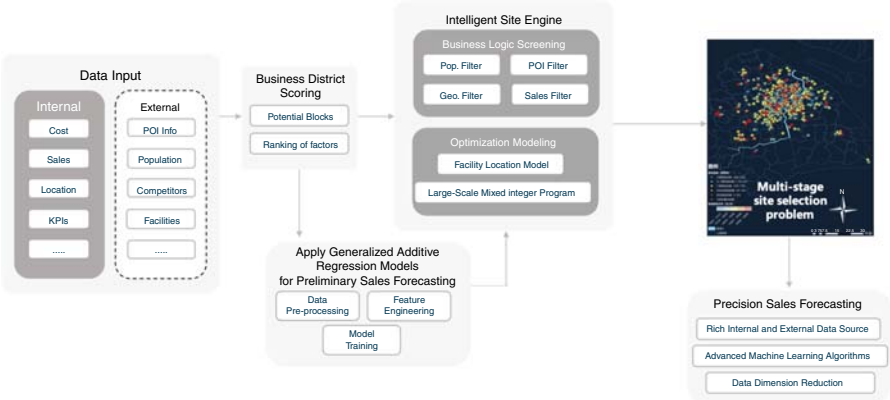 Data Input
Internal
Cost
Sales
Location
KPIs
.....
External
POI Info
Population
Competitors
Facilities
.....
Business District
Scoring
Potential Blocks
Ranking of factors
Apply Generalized Additive
Regression Models
for Preliminary Sales Forecasting
Data
Pre-processing
Feature
Engineering
Model
Training
Intelligent Site Engine
Business Logic Screening
Pop. Filter
POI Filter
Geo. Filter
Sales Filter
Optimization Modeling
Facility Location Model
Large-Scale Mixed integer Program
Multi-stage
site selection
problem
N
Precision Sales Forecasting
Rich Internal and External Data Source
Advanced Machine Learning Algorithms
Data Dimension Reduction